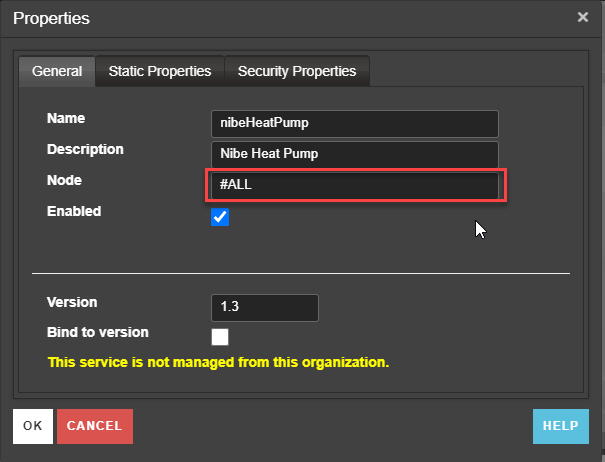 Properties
General Static Properties Security Properties
Name nibeHeatPump
Description Nibe Heat Pump
Node #ALL
Enabled
Version 1.3
Bind to version
This service is not managed from this organization.
OK CANCEL HELP